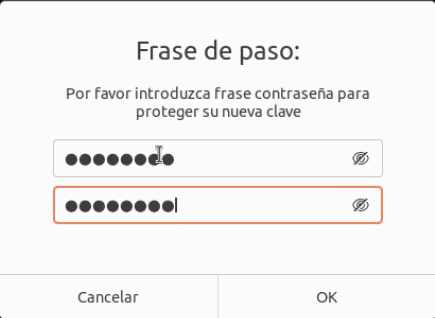 Frase de paso:
Por favor introduzca frase contraseña para
proteger su nueva clave
●●●●●●●●
●●●●●●●●
Cancelar
OK